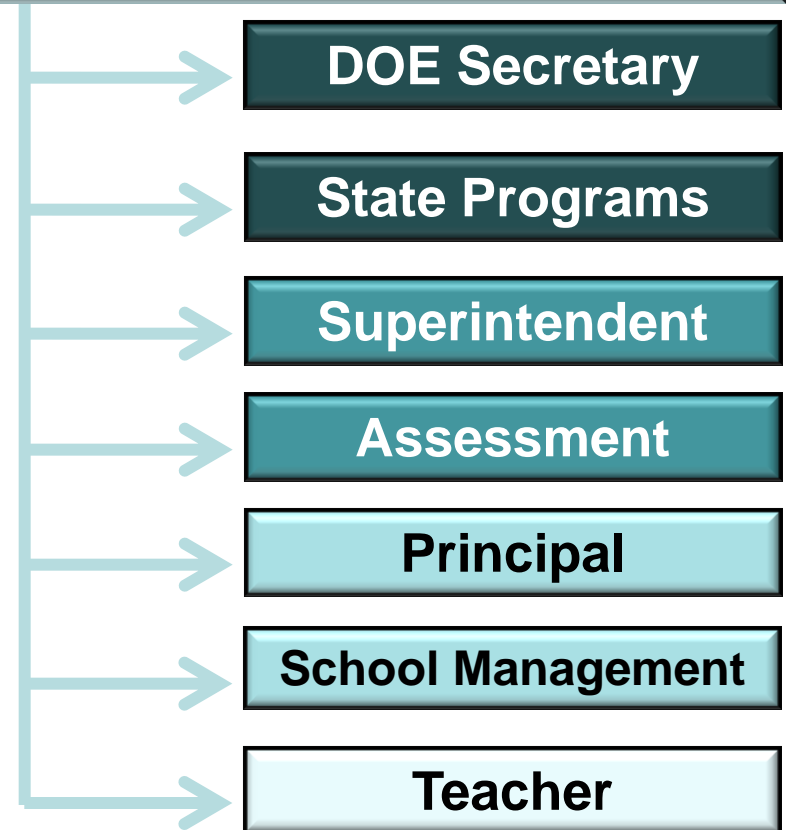 DOE Secretary
State Programs
Superintendent
Assessment
Principal
School Management
Teacher